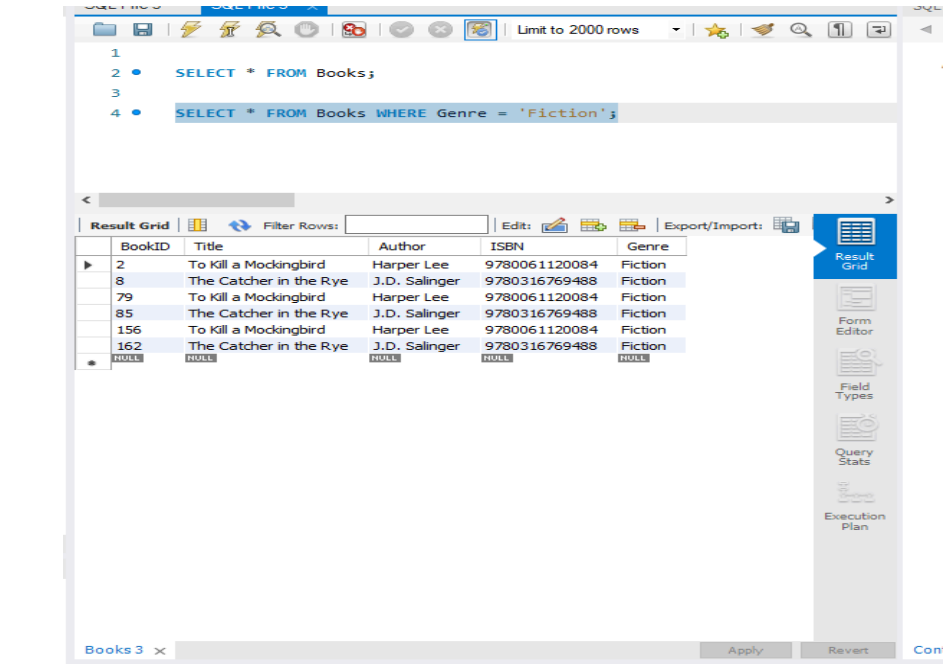 Limit to 2000 rows
1
2 SELECT * FROM Books;
3
4 SELECT * FROM Books WHERE Genre = 'Fiction';
Result Grid Filter Rows: Edit: Export/Import:
BookID Title Author ISBN Genre
2 To Kill a Mockingbird Harper Lee 9780061120084 Fiction
8 The Catcher in the Rye J.D. Salinger 9780316769488 Fiction
79 To Kill a Mockingbird Harper Lee 9780061120084 Fiction
85 The Catcher in the Rye J.D. Salinger 9780316769488 Fiction
156 To Kill a Mockingbird Harper Lee 9780061120084 Fiction
162 The Catcher in the Rye J.D. Salinger 9780316769488 Fiction
NULL NULL NULL NULL NULL
Result
Grid
Form
Editor
Field
Types
Query
Stats
Execution
Plan
Books 3
Apply
Revert